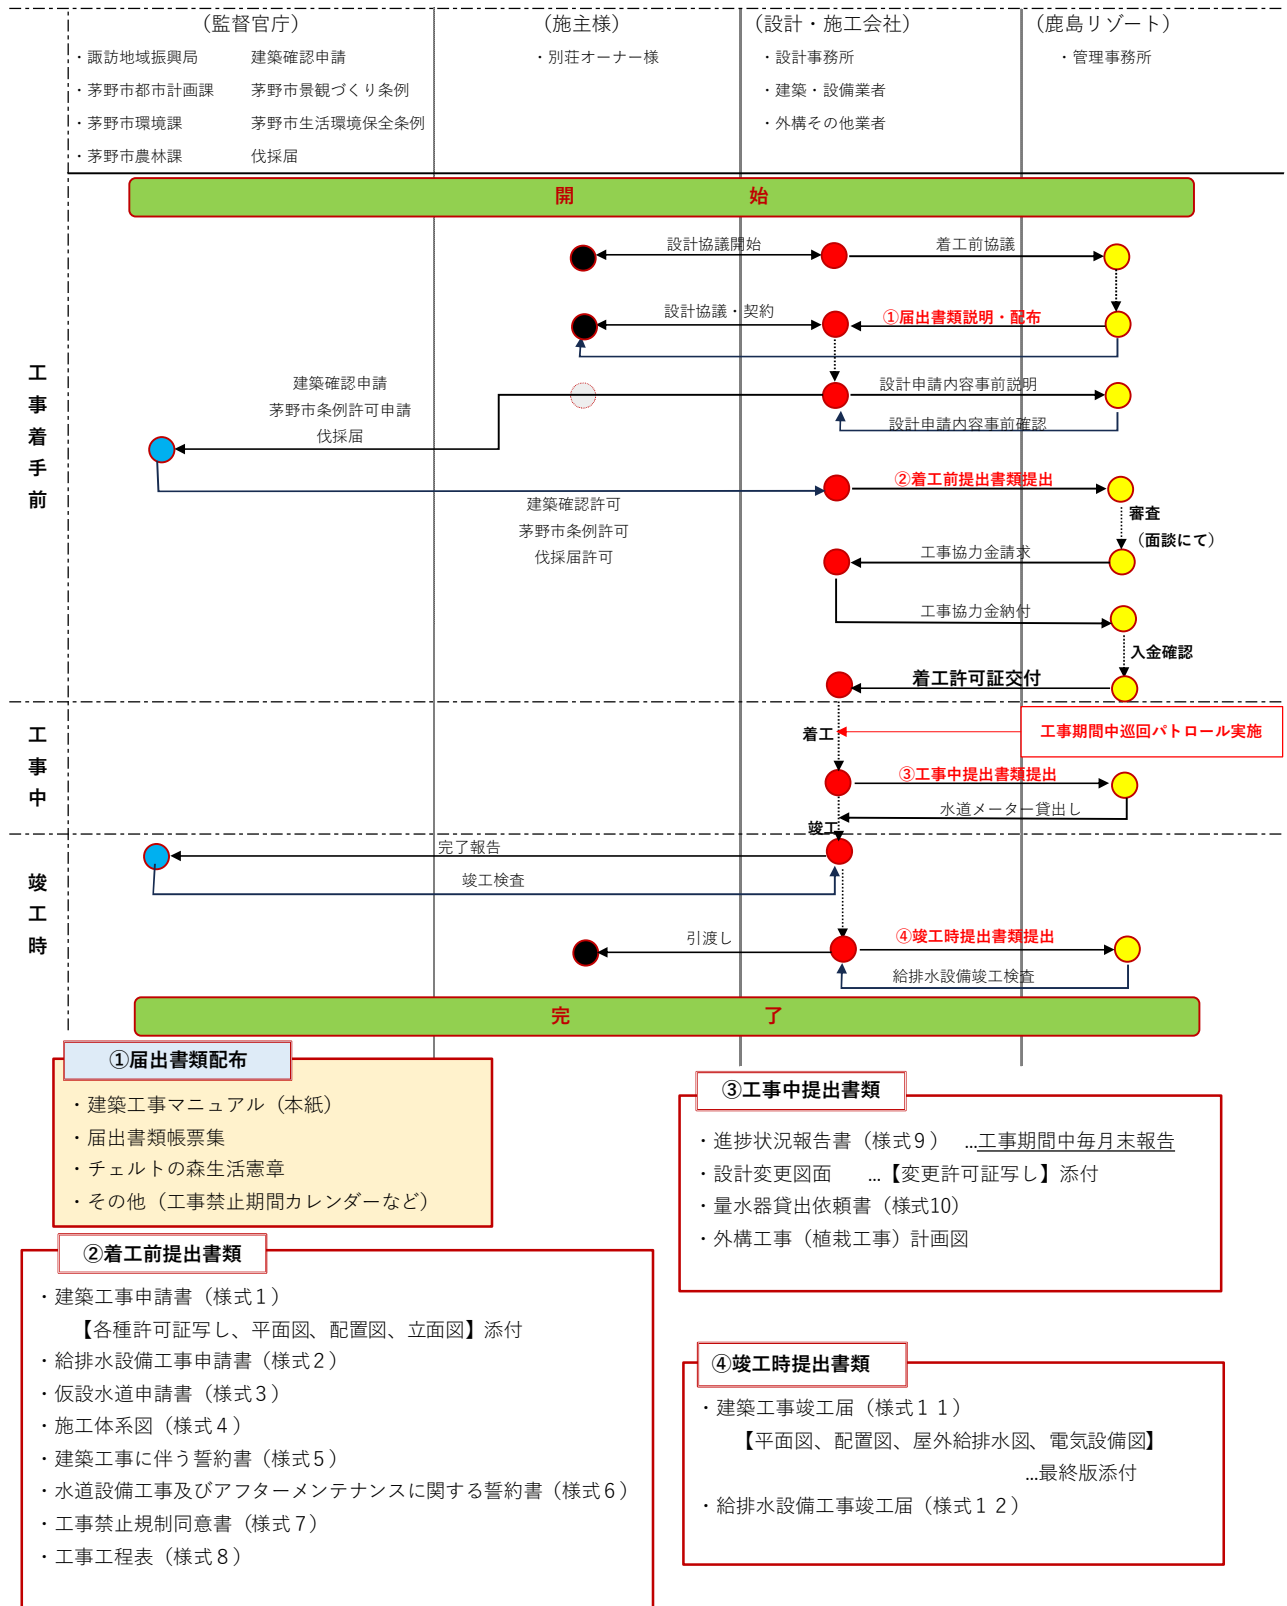 （監督官庁）
（施主様）
（設計・施工会社）
（鹿島リゾート）
・諏訪地域振興局 建築確認申請
・別荘オーナー様
・設計事務所
・管理事務所
・茅野市都市計画課 茅野市景観づくり条例
・建築・設備業者
・茅野市環境課 茅野市生活環境保全条例
・外構その他業者
・茅野市農林課 伐採届
開 始
工事着手前
設計協議開始
着工前協議
設計協議・契約
①届出書類説明・配布
建築確認申請
茅野市条例許可申請
伐採届
設計申請内容事前説明
設計申請内容事前確認
②着工前提出書類提出
建築確認許可
茅野市条例許可
伐採届許可
審査
（面談にて）
工事協力金請求
工事協力金納付
入金確認
着工許可証交付
工事中
着工
工事期間中巡回パトロール実施
③工事中提出書類提出
水道メーター貸出し
竣工
竣工時
完了報告
竣工検査
引渡し
④竣工時提出書類提出
給排水設備竣工検査
完 了
①届出書類配布
・建築工事マニュアル（本紙）
・届出書類帳票集
・チェルトの森生活憲章
・その他（工事禁止期間カレンダーなど）
②着工前提出書類
・建築工事申請書（様式１）
【各種許可証写し、平面図、配置図、立面図】添付
・給排水設備工事申請書（様式２）
・仮設水道申請書（様式３）
・施工体系図（様式４）
・建築工事に伴う誓約書（様式５）
・水道設備工事及びアフターメンテナンスに関する誓約書（様式６）
・工事禁止規制同意書（様式７）
・工事工程表（様式８）
③工事中提出書類
・進捗状況報告書（様式９） …工事期間中毎月末報告
・設計変更図面 …【変更許可証写し】添付
・量水器貸出依頼書（様式10）
・外構工事（植栽工事）計画図
④竣工時提出書類
・建築工事竣工届（様式１１）
【平面図、配置図、屋外給排水図、電気設備図】
…最終版添付
・給排水設備工事竣工届（様式１２）